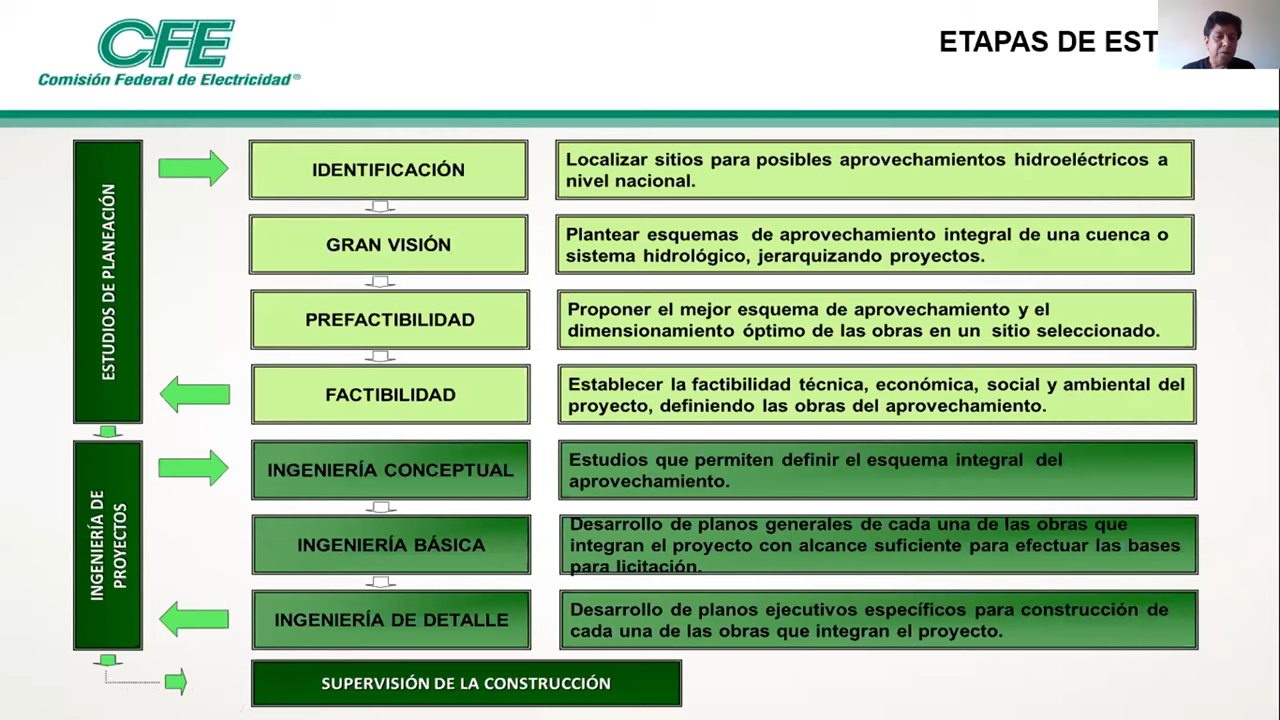 CFE
Comisión Federal de Electricidad®
ETAPAS DE EST
ESTUDIOS DE PLANEACIÓN
IDENTIFICACIÓN
Localizar sitios para posibles aprovechamientos hidroeléctricos a
nivel nacional.
GRAN VISIÓN
Plantear esquemas de aprovechamiento integral de una cuenca o
sistema hidrológico, jerarquizando proyectos.
PREFACTIBILIDAD
Proponer el mejor esquema de aprovechamiento y el
dimensionamiento óptimo de las obras en un sitio seleccionado.
FACTIBILIDAD
Establecer la factibilidad técnica, económica, social y ambiental del
proyecto, definiendo las obras del aprovechamiento.
INGENIERÍA DE
PROYECTOS
INGENIERÍA CONCEPTUAL
Estudios que permiten definir el esquema integral del
aprovechamiento.
INGENIERÍA BÁSICA
Desarrollo de planos generales de cada una de las obras que
integran el proyecto con alcance suficiente para efectuar las bases
para licitación.
INGENIERÍA DE DETALLE
Desarrollo de planos ejecutivos específicos para construcción de
cada una de las obras que integran el proyecto.
SUPERVISIÓN DE LA CONSTRUCCIÓN